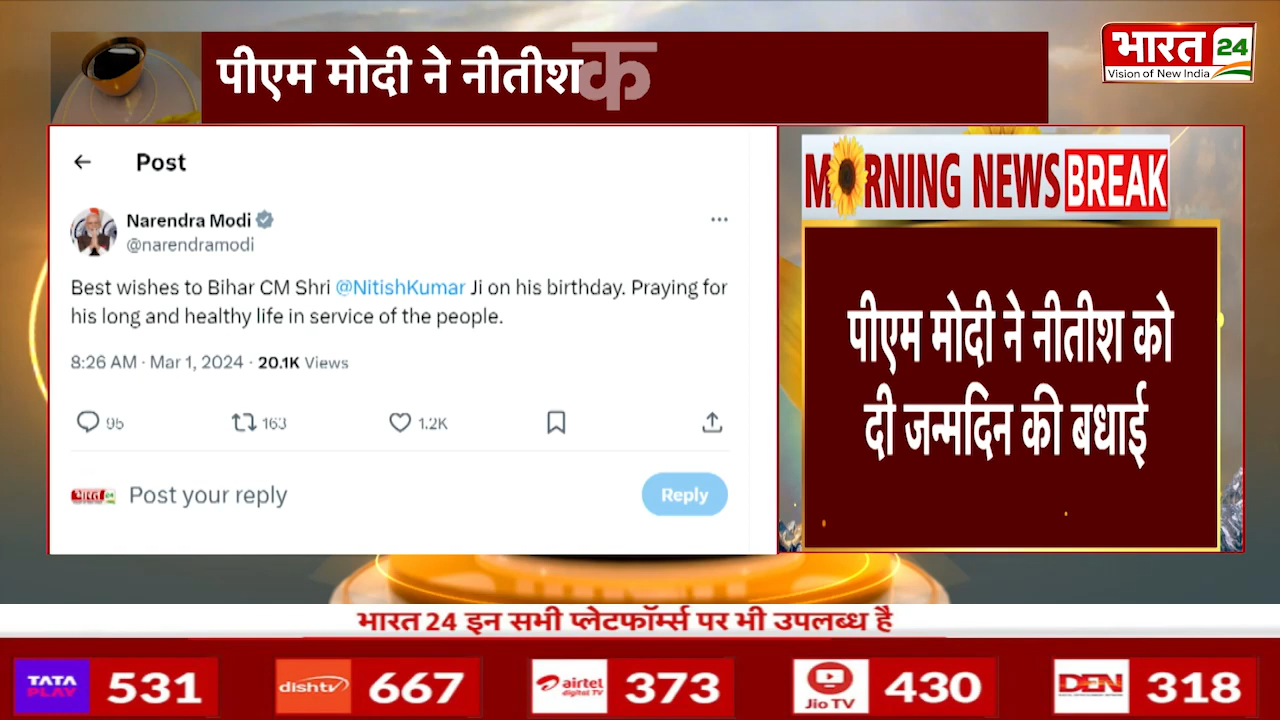 पीएम मोदी ने नीतीश क
भारत 24
Vision of New India
Post
Narendra Modi
@narendramodi
Best wishes to Bihar CM Shri @NitishKumar Ji on his birthday. Praying for
his long and healthy life in service of the people.
8:26 AM · Mar 1, 2024 · 20.1K Views
95 163 1.2K
भारत 24 Post your reply Reply
MORNING NEWS BREAK
पीएम मोदी ने नीतीश को
दी जन्मदिन की बधाई
भारत 24 इन सभी प्लेटफॉर्म्स पर भी उपलब्ध है
TATA PLAY 531
dishtv 667
airtel digital TV 373
JioTV 430
DEN 318